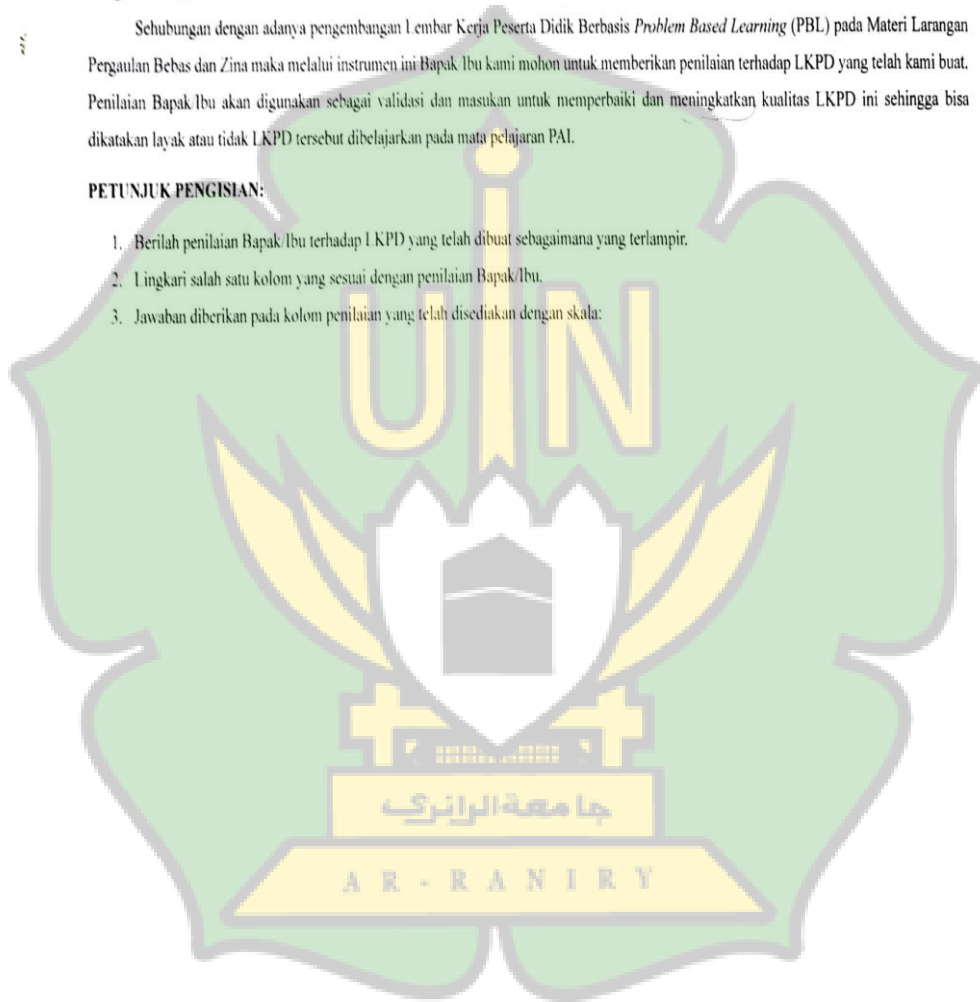 Sehubungan dengan adanya pengembangan Lembar Kerja Peserta Didik Berbasis Problem Based Learning (PBL) pada Materi Larangan
Pergaulan Bebas dan Zina maka melalui instrumen ini Bapak/Ibu kami mohon untuk memberikan penilaian terhadap LKPD yang telah kami buat.
Penilaian Bapak/Ibu akan digunakan sebagai validasi dan masukan untuk memperbaiki dan meningkatkan kualitas LKPD ini sehingga bisa
dikatakan layak atau tidak LKPD tersebut dibelajarkan pada mata pelajaran PAI.
PETUNJUK PENGISIAN:
1. Berilah penilaian Bapak/Ibu terhadap LKPD yang telah dibuat sebagaimana yang terlampir.
2. Lingkari salah satu kolom yang sesuai dengan penilaian Bapak/Ibu.
3. Jawaban diberikan pada kolom penilaian yang telah disediakan dengan skala:
UIN
جامعة الرانري
AR-RANIRY